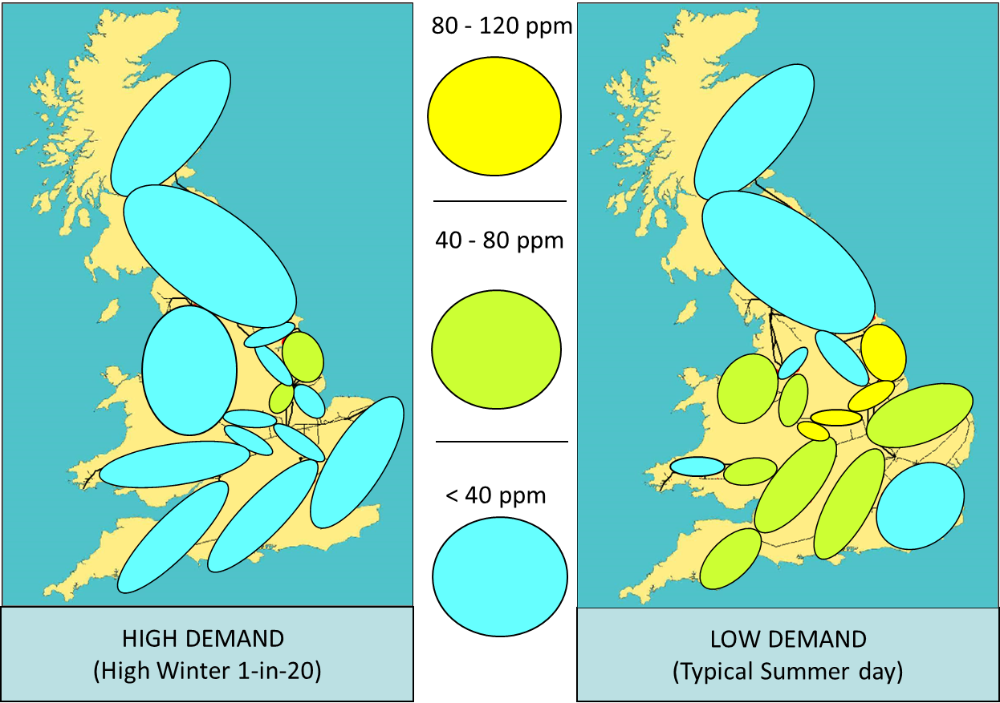 80 - 120 ppm
40 - 80 ppm
< 40 ppm
HIGH DEMAND
(High Winter 1-in-20)
LOW DEMAND
(Typical Summer day)